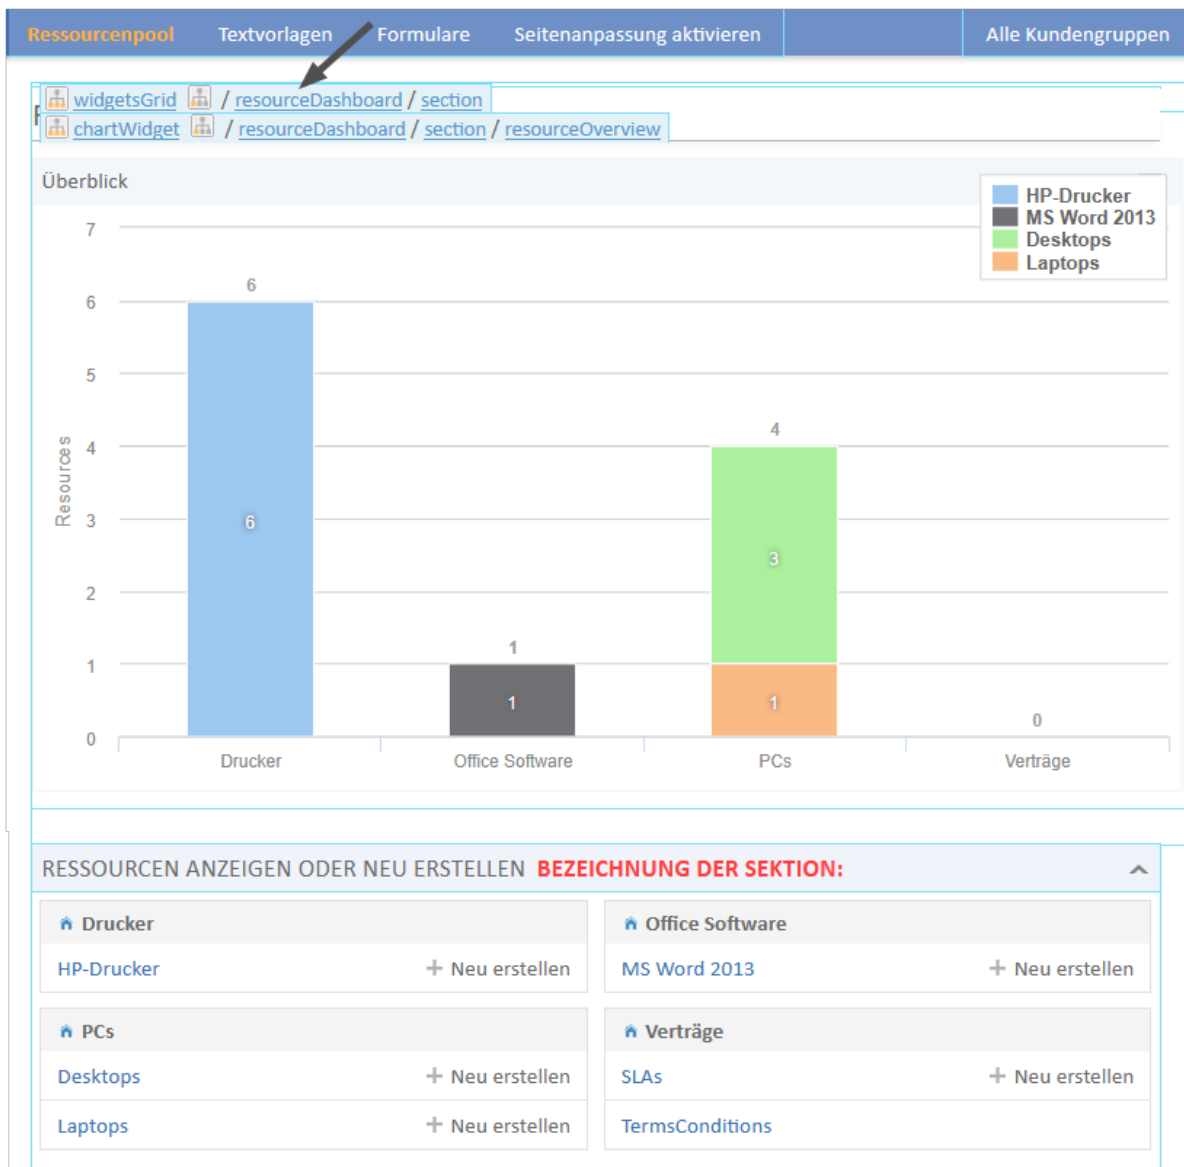 Ressourcenpool Textvorlagen Formulare Seitenanpassung aktivieren Alle Kundengruppen
widgetsGrid / resourceDashboard / section
chartWidget / resourceDashboard / section / resourceOverview
Überblick
HP-Drucker
MS Word 2013
Desktops
Laptops
Resources
7
6
5
4
3
2
1
0
6
6
1
1
4
3
1
0
Drucker Office Software PCs Verträge
RESSOURCEN ANZEIGEN ODER NEU ERSTELLEN BEZEICHNUNG DER SEKTION:
Drucker Office Software
HP-Drucker + Neu erstellen MS Word 2013 + Neu erstellen
PCs Verträge
Desktops + Neu erstellen SLAs + Neu erstellen
Laptops + Neu erstellen TermsConditions